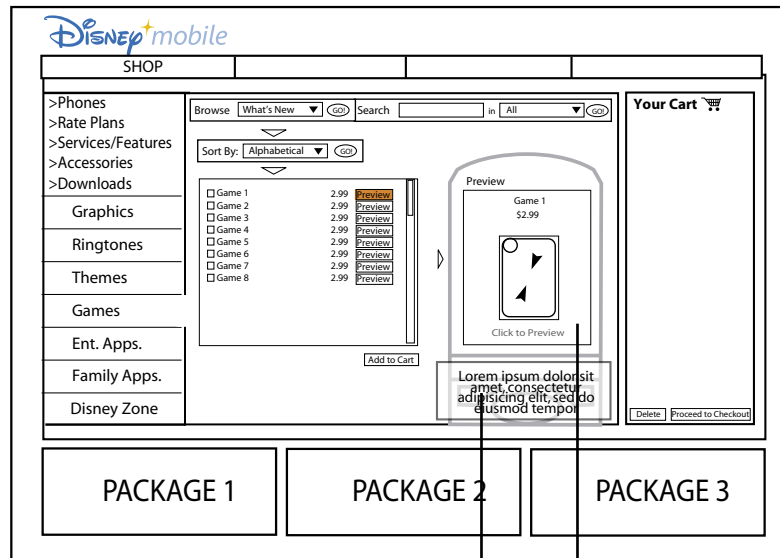 Disney mobile
SHOP
>Phones
>Rate Plans
>Services/Features
>Accessories
>Downloads
Graphics
Ringtones
Themes
Games
Ent. Apps.
Family Apps.
Disney Zone
Browse What's New GO! Search in All GO!
Sort By: Alphabetical GO!
Game 1 2.99 Preview
Game 2 2.99 Preview
Game 3 2.99 Preview
Game 4 2.99 Preview
Game 5 2.99 Preview
Game 6 2.99 Preview
Game 7 2.99 Preview
Game 8 2.99 Preview
Add to Cart
Preview
Game 1
$2.99
Click to Preview
Lorem ipsum dolor sit
amet, consectetur
adipisicing elit, sed do
eiusmod tempor
Your Cart
Delete Proceed to Checkout
PACKAGE 1
PACKAGE 2
PACKAGE 3